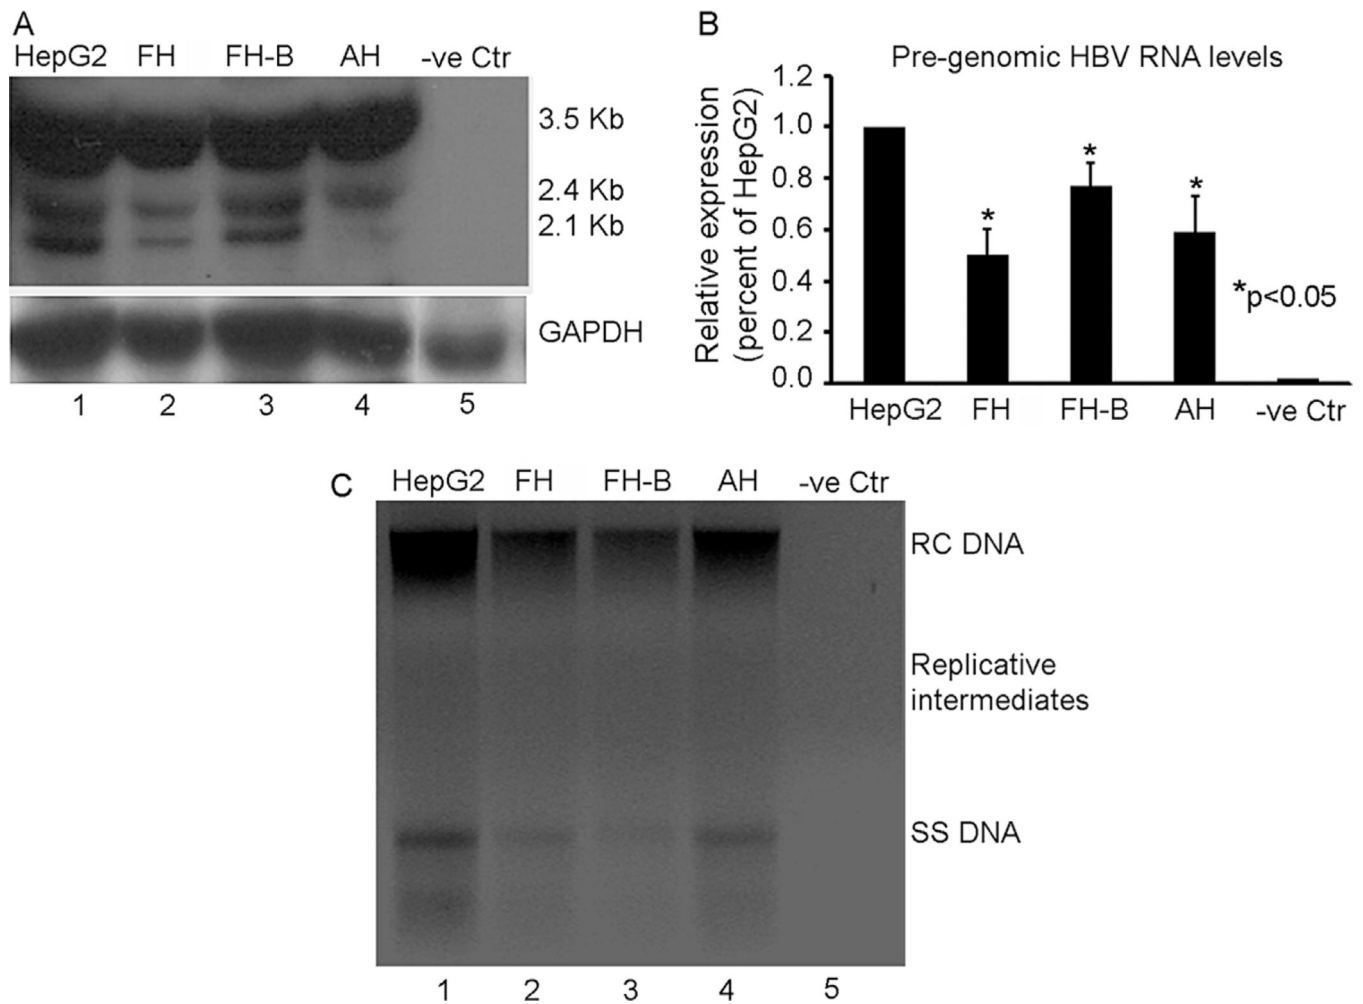 A
HepG2 FH FH-B AH -ve Ctr
3.5 Kb
2.4 Kb
2.1 Kb
GAPDH
1 2 3 4 5
B
Pre-genomic HBV RNA levels
Relative expression
(percent of HepG2)
1.2
1.0
0.8
0.6
0.4
0.2
0.0
* * *
*p<0.05
HepG2 FH FH-B AH -ve Ctr
C
HepG2 FH FH-B AH -ve Ctr
RC DNA
Replicative
intermediates
SS DNA
1 2 3 4 5